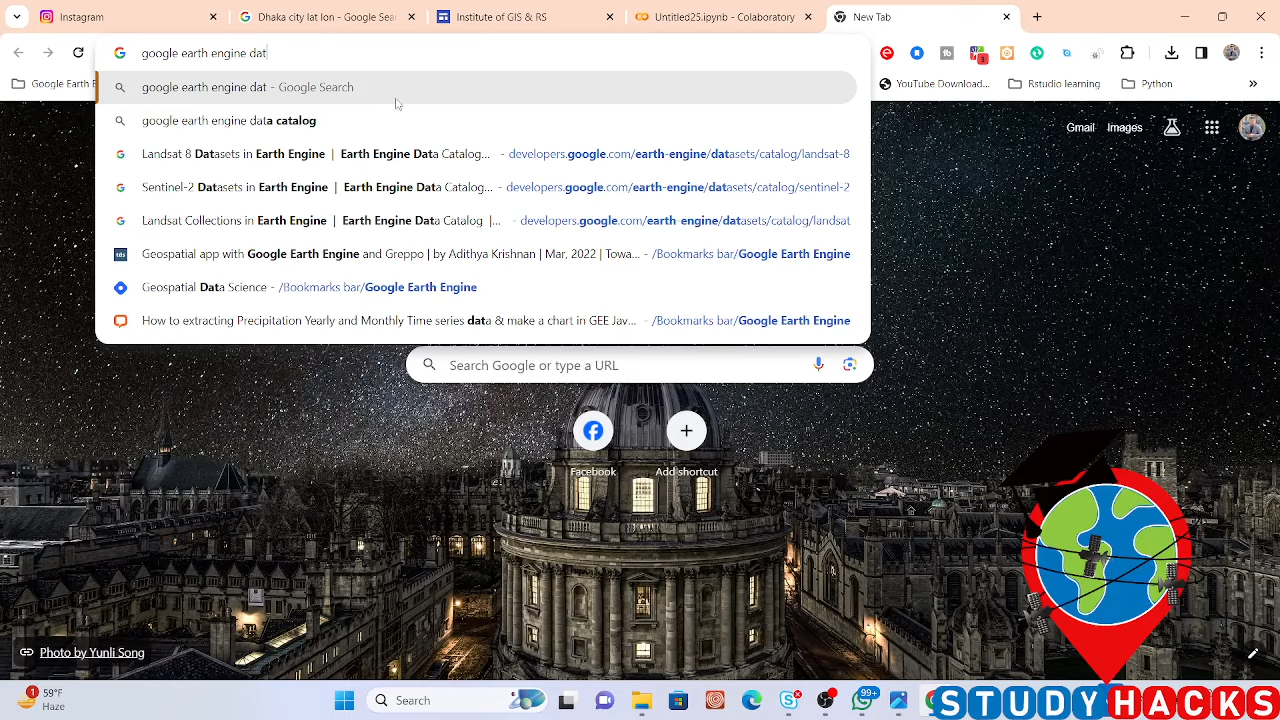 Instagram
Dhaka city lat lon - Google Sear
Institute of GIS & RS
Untitled25.ipynb - Colaboratory
New Tab
google earth engine dat
Google Earth E
YouTube Download...
Rstudio learning
Python
google earth engine dat - Google Search
google earth engine data catalog
Landsat 8 Datasets in Earth Engine | Earth Engine Data Catalog... - developers.google.com/earth-engine/datasets/catalog/landsat-8
Sentinel-2 Datasets in Earth Engine | Earth Engine Data Catalog... - developers.google.com/earth-engine/datasets/catalog/sentinel-2
Landsat Collections in Earth Engine | Earth Engine Data Catalog |... - developers.google.com/earth-engine/datasets/catalog/landsat
Geospatial app with Google Earth Engine and Greppo | by Adithya Krishnan | Mar, 2022 | Towa... - /Bookmarks bar/Google Earth Engine
Geospatial Data Science - /Bookmarks bar/Google Earth Engine
How to extracting Precipitation Yearly and Monthly Time series data & make a chart in GEE Jav... - /Bookmarks bar/Google Earth Engine
Gmail
Images
Search Google or type a URL
Facebook
Add shortcut
Photo by Yunli Song
59°F
Haze
Search
99+
STUDYHACKS